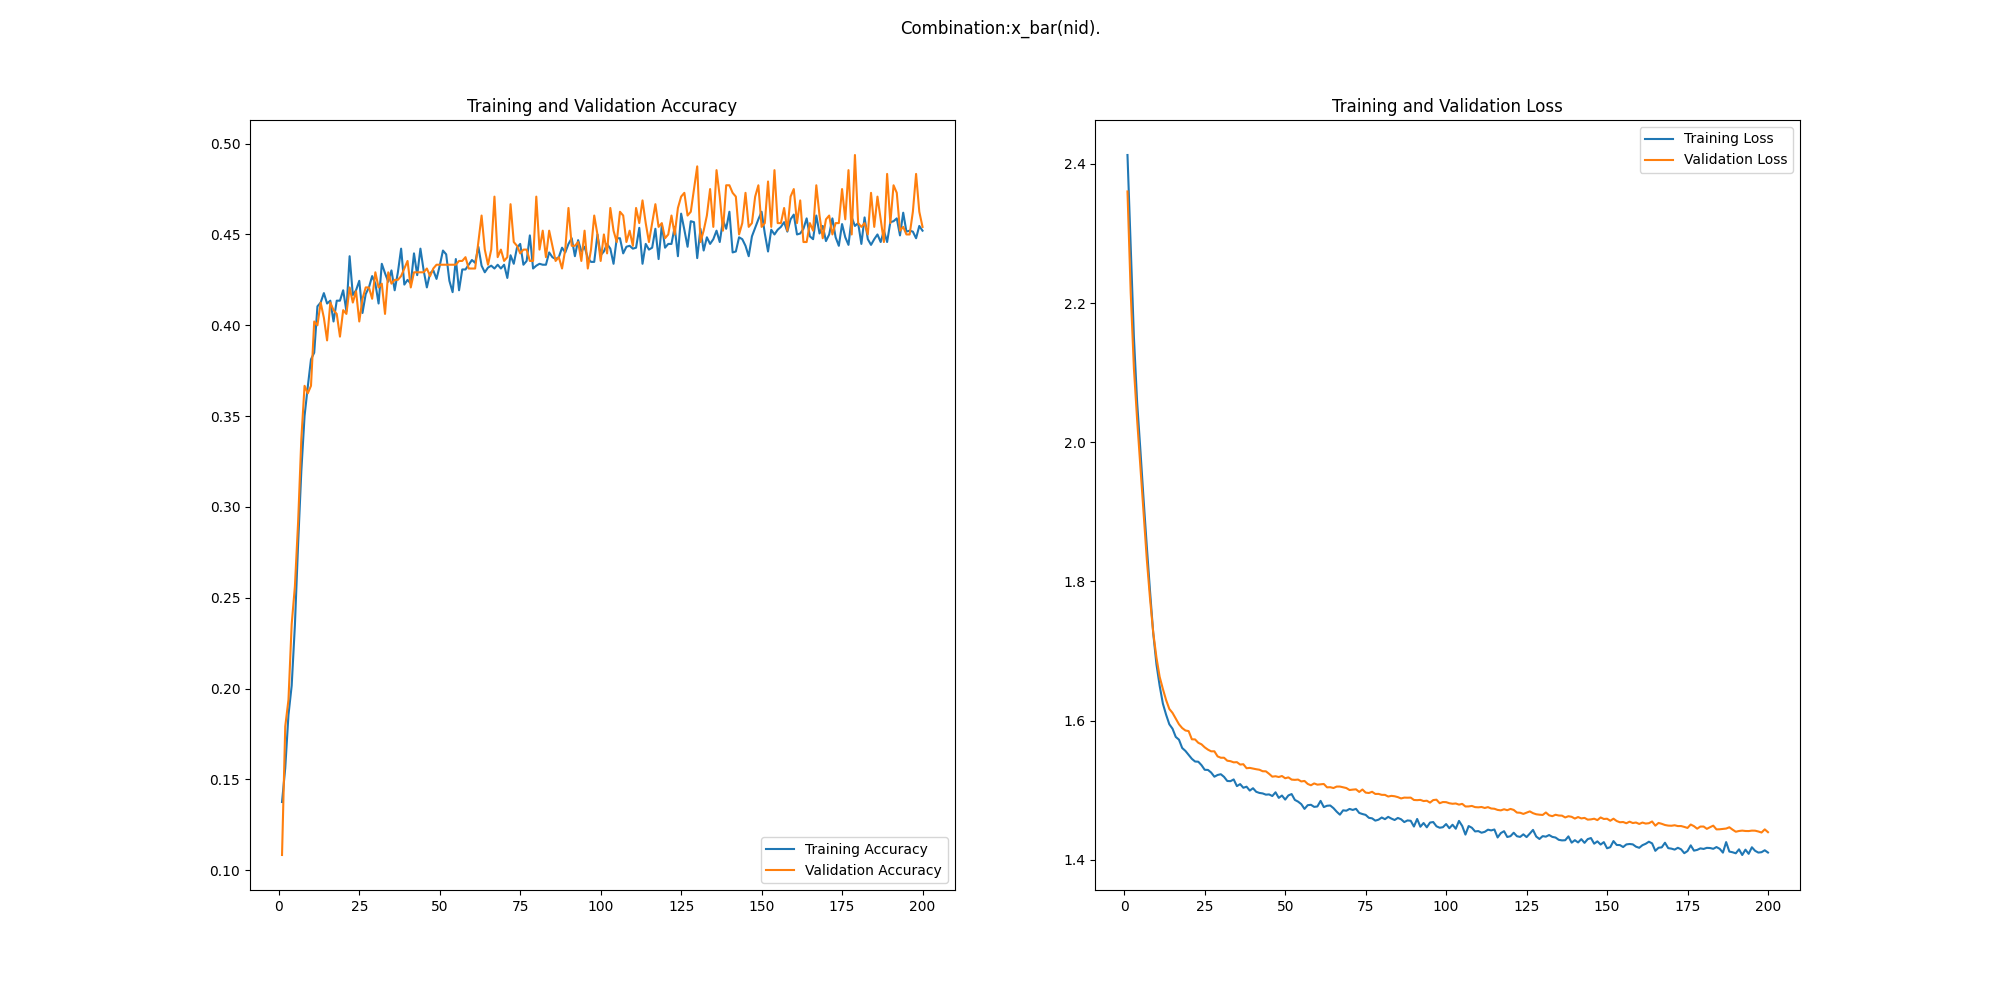 Combination:x_bar(nid).
Training and Validation Accuracy
0.50
0.45
0.40
0.35
0.30
0.25
0.20
0.15
0.10
0 25 50 75 100 125 150 175 200
Training Accuracy
Validation Accuracy
Training and Validation Loss
2.4
2.2
2.0
1.8
1.6
1.4
0 25 50 75 100 125 150 175 200
Training Loss
Validation Loss